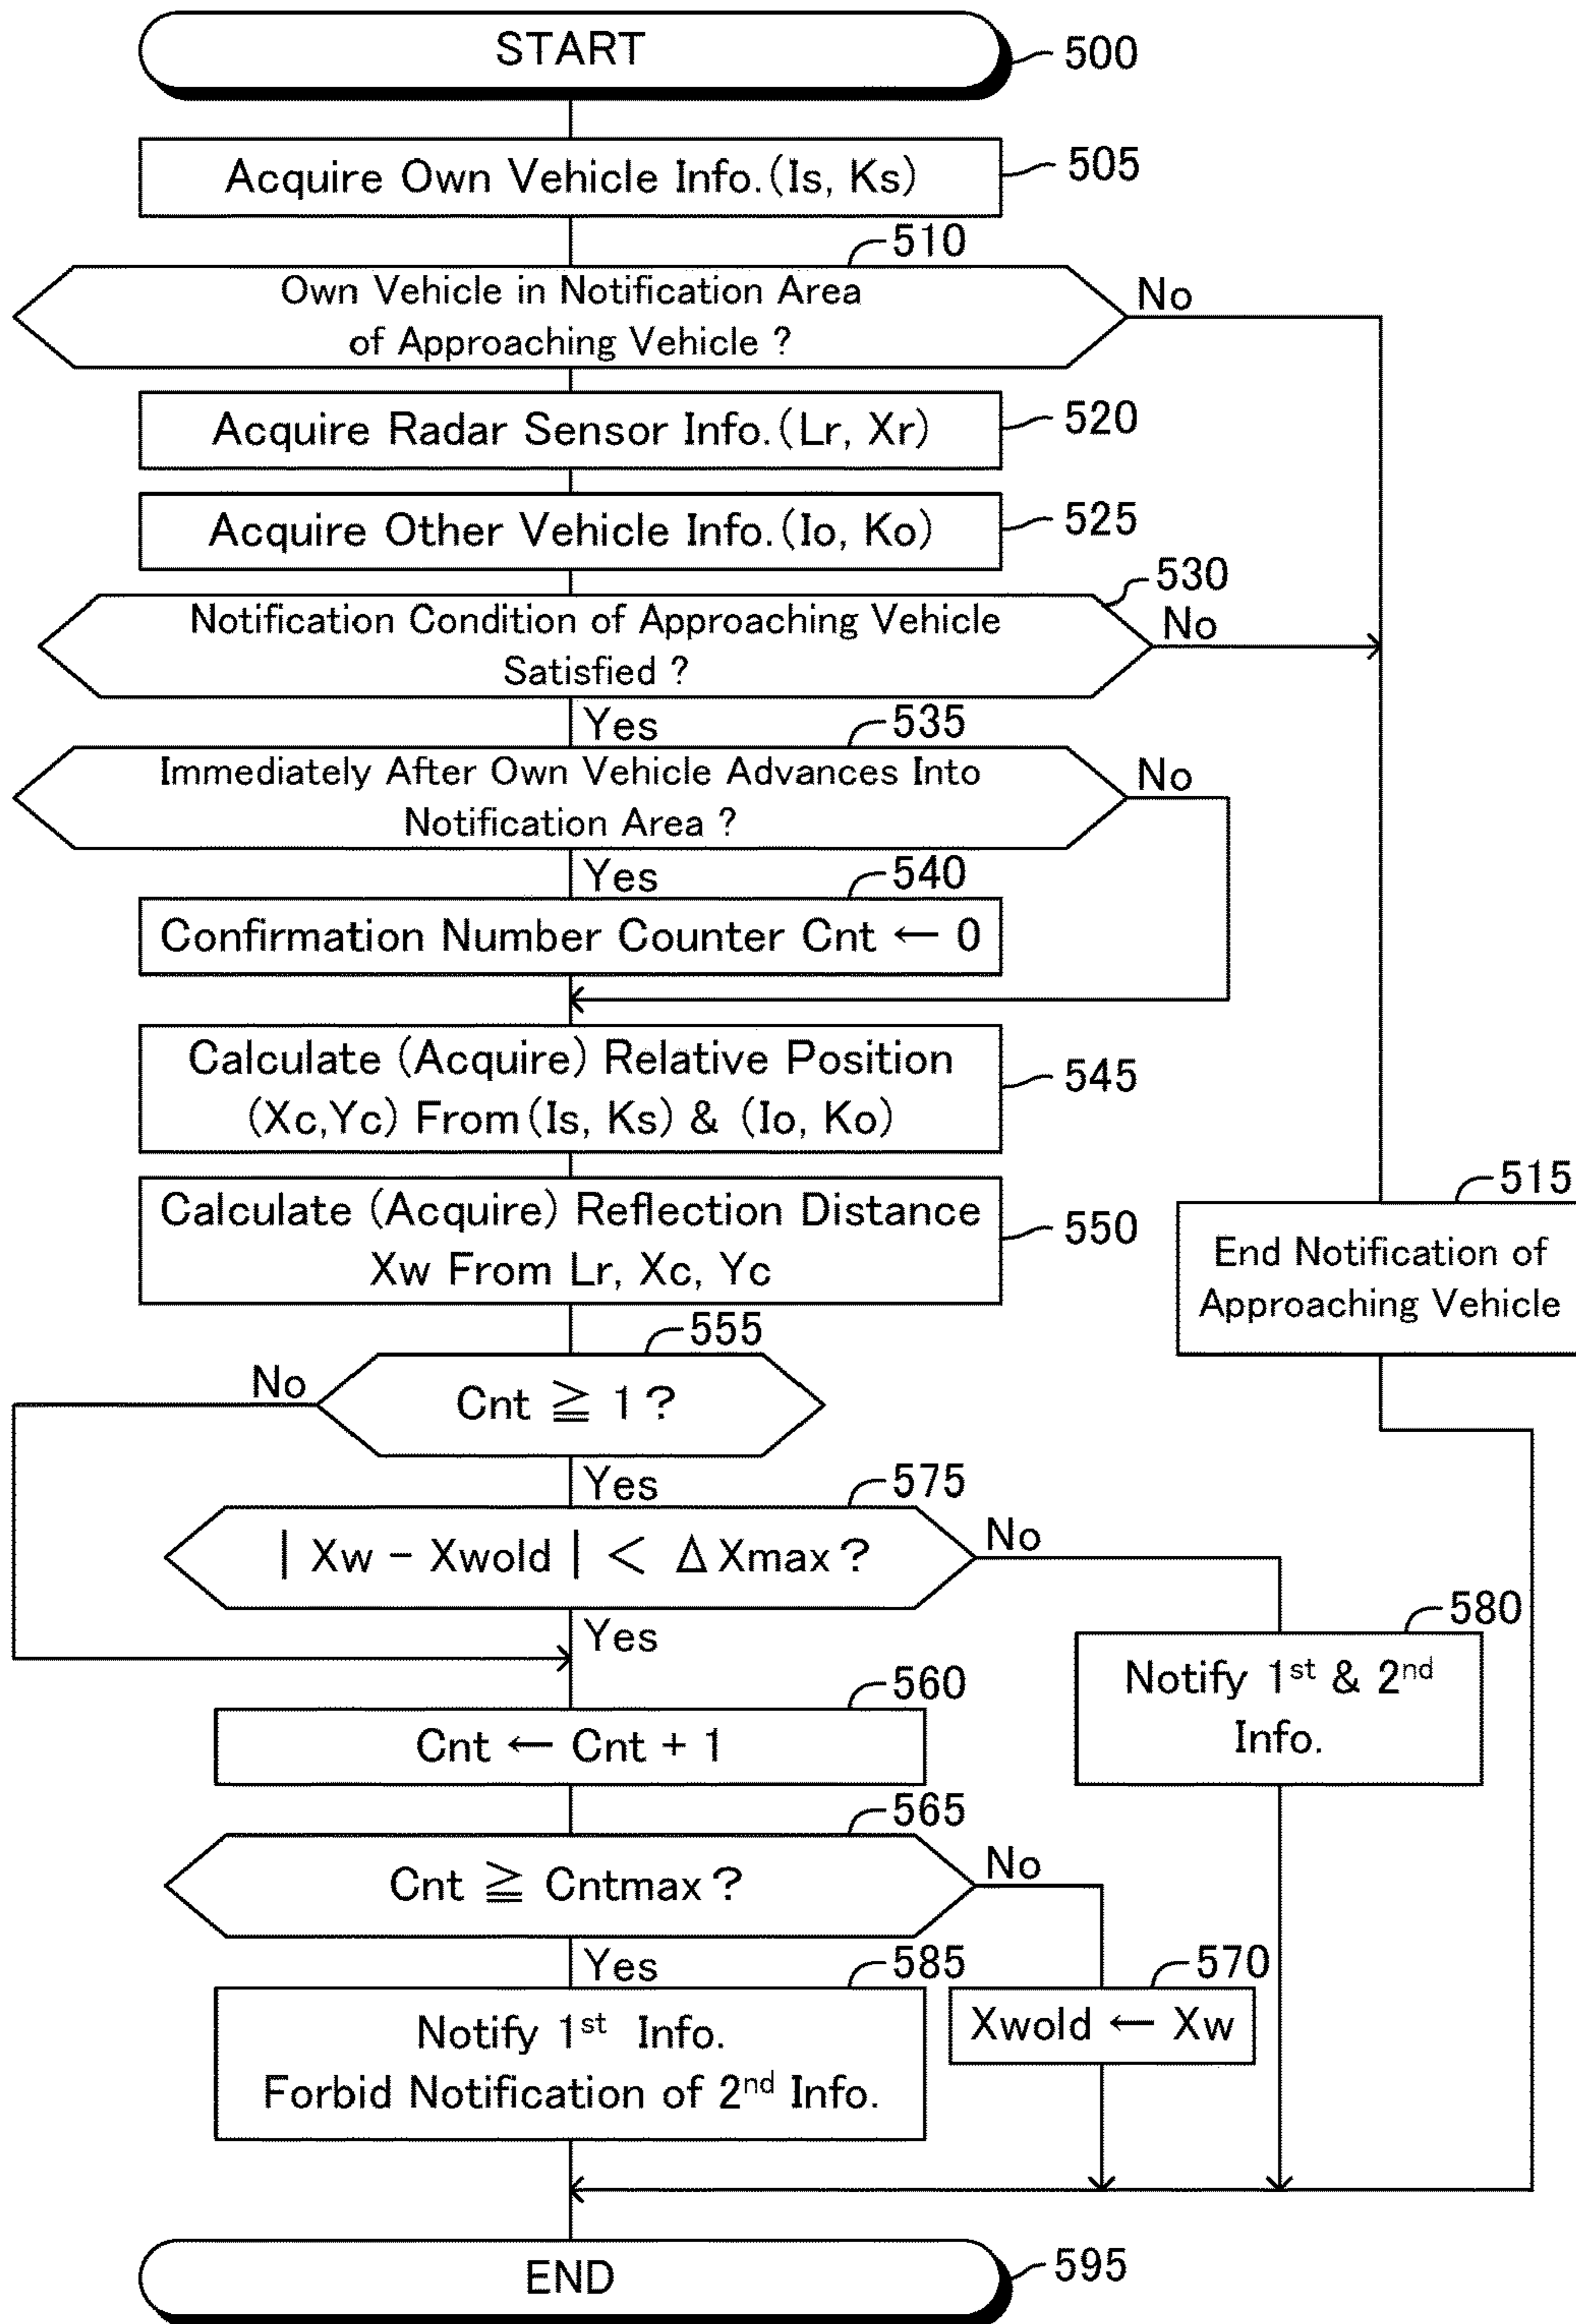 START
500
Acquire Own Vehicle Info.(Is, Ks)
505
510
Own Vehicle in Notification Area
of Approaching Vehicle ?
No
Acquire Radar Sensor Info.(Lr, Xr)
520
Acquire Other Vehicle Info.(Io, Ko)
525
530
Notification Condition of Approaching Vehicle
Satisfied ?
No
Yes
535
Immediately After Own Vehicle Advances Into
Notification Area ?
No
Yes
540
Confirmation Number Counter Cnt ← 0
Calculate (Acquire) Relative Position
(Xc,Yc) From(Is, Ks) & (Io, Ko)
545
Calculate (Acquire) Reflection Distance
Xw From Lr, Xc, Yc
550
515
End Notification of
Approaching Vehicle
555
Cnt ≧ 1?
No
Yes
575
| Xw - Xwold | < ΔXmax?
No
Yes
580
Notify 1st & 2nd
Info.
560
Cnt ← Cnt + 1
565
Cnt ≧ Cntmax?
No
Yes
585
Notify 1st Info.
Forbid Notification of 2nd Info.
570
Xwold ← Xw
END
595